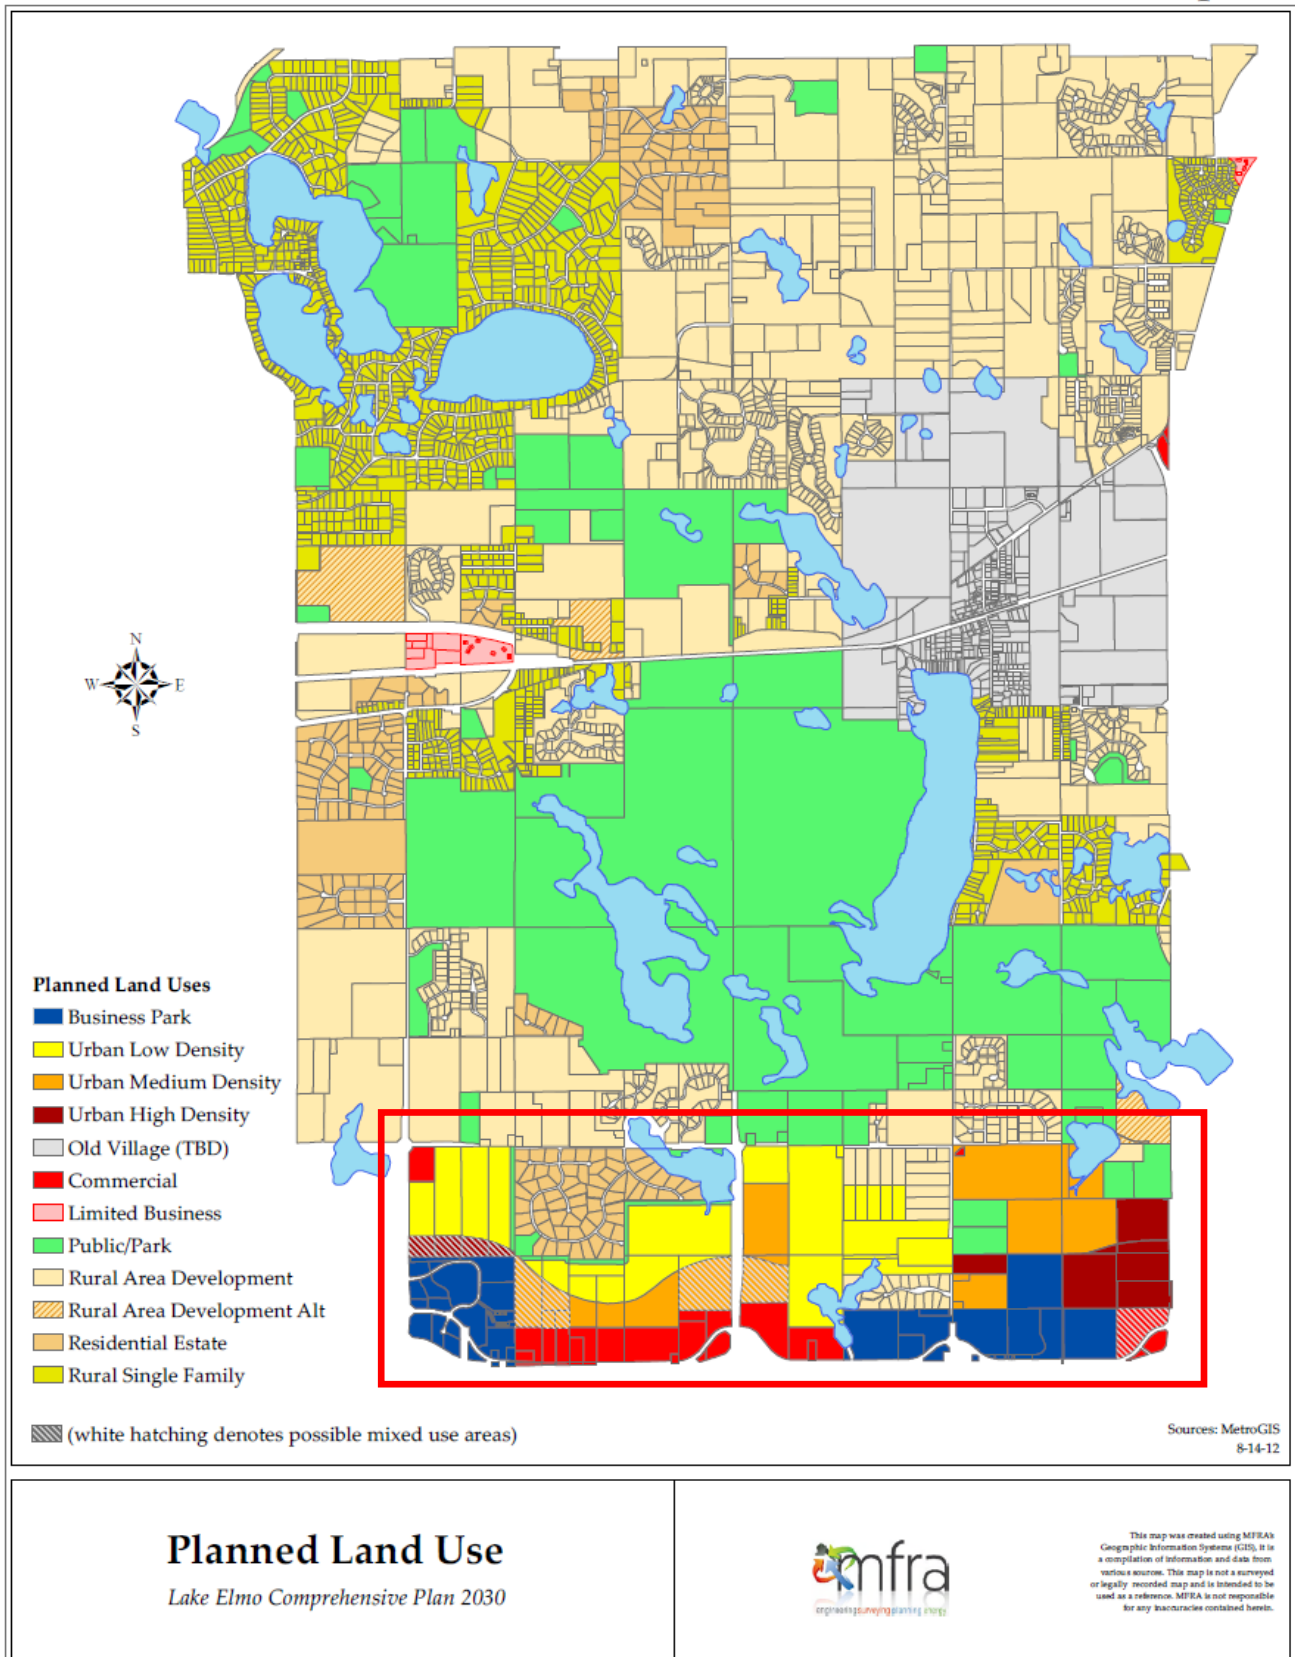 N
W E
S
Planned Land Uses
Business Park
Urban Low Density
Urban Medium Density
Urban High Density
Old Village (TBD)
Commercial
Limited Business
Public/Park
Rural Area Development
Rural Area Development Alt
Residential Estate
Rural Single Family
(white hatching denotes possible mixed use areas)
Sources: MetroGIS
8-14-12
Planned Land Use
Lake Elmo Comprehensive Plan 2030
mfra
engineering surveying planning energy
This map was created using MFRA's
Geographic Information Systems (GIS), it is
a compilation of information and data from
various sources. This map is not a surveyed
or legally recorded map and is intended to be
used as a reference. MFRA is not responsible
for any inaccuracies contained herein.